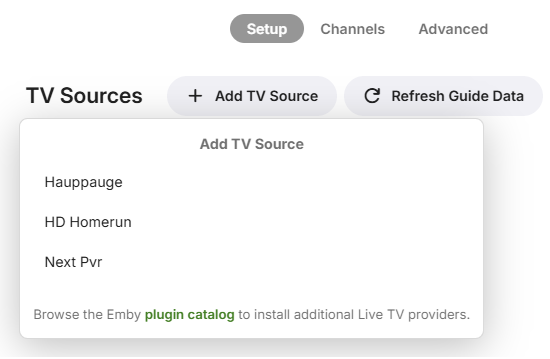 Setup Channels Advanced
TV Sources + Add TV Source Refresh Guide Data
Add TV Source
Hauppauge
HD Homerun
Next Pvr
Browse the Emby plugin catalog to install additional Live TV providers.